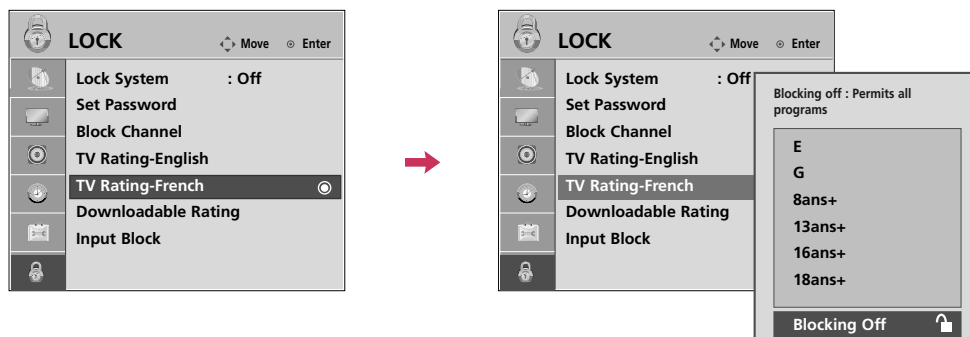 LOCK
Move
Enter
Lock System : Off
Set Password
Block Channel
TV Rating-English
TV Rating-French
Downloadable Rating
Input Block
LOCK
Move
Enter
Lock System : Off
Set Password
Block Channel
TV Rating-English
TV Rating-French
Downloadable Rating
Input Block
Blocking off : Permits all
programs
E
G
8ans+
13ans+
16ans+
18ans+
Blocking Off